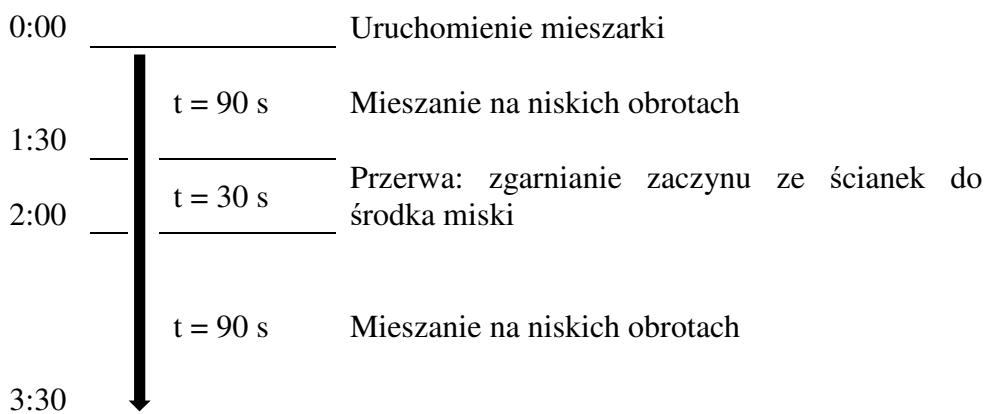 0:00 Uruchomienie mieszarki
t = 90 s Mieszanie na niskich obrotach
1:30
t = 30 s Przerwa: zgarnianie zaczynu ze ścianek do
2:00 środka miski
t = 90 s Mieszanie na niskich obrotach
3:30